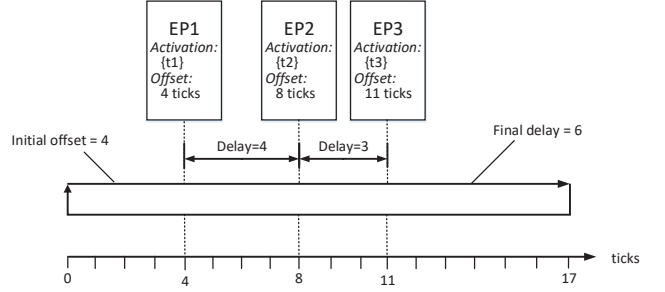 EP1
Activation:
{t1}
Offset:
4 ticks
EP2
Activation:
{t2}
Offset:
8 ticks
EP3
Activation:
{t3}
Offset:
11 ticks
Initial offset = 4
Delay=4
Delay=3
Final delay = 6
0
4
8
11
17
ticks